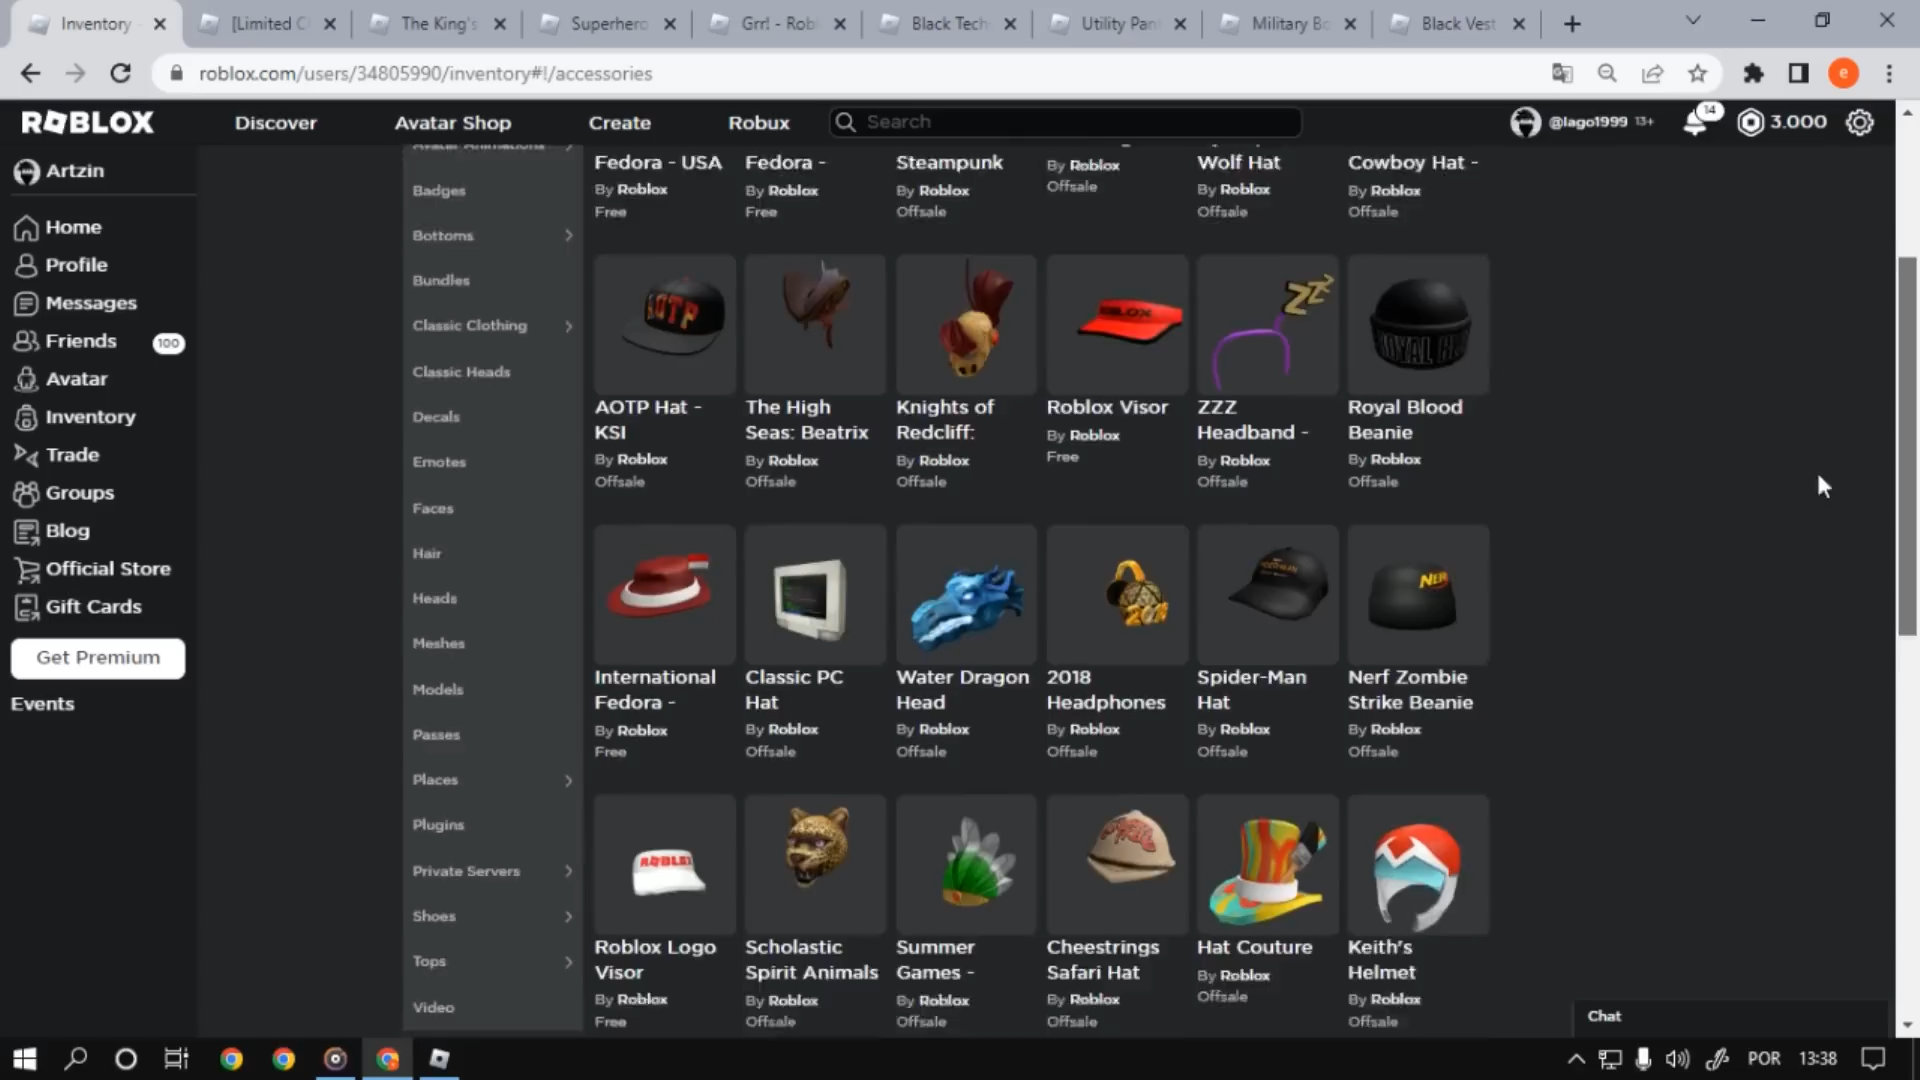 Inventory
[Limited C
The King's
Superhero
Grr! - Robl
Black Tech
Utility Pan
Military Bo
Black Vest
roblox.com/users/34805990/inventory#!/accessories
e
ROBLOX
Discover
Avatar Shop
Create
Robux
Search
@Iago1999 13+
14
3.000
Artzin
Home
Profile
Messages
Friends 100
Avatar
Inventory
Trade
Groups
Blog
Official Store
Gift Cards
Get Premium
Events
Avatar Animations
Badges
Bottoms
Bundles
Classic Clothing
Classic Heads
Decals
Emotes
Faces
Hair
Heads
Meshes
Models
Passes
Places
Plugins
Private Servers
Shoes
Tops
Video
Fedora - USA
By Roblox
Free
Fedora -
By Roblox
Free
Steampunk
By Roblox
Offsale
By Roblox
Offsale
Wolf Hat
By Roblox
Offsale
Cowboy Hat -
By Roblox
Offsale
AOTP
AOTP Hat -
KSI
By Roblox
Offsale
The High
Seas: Beatrix
By Roblox
Offsale
Knights of
Redcliff:
By Roblox
Offsale
ROBLOX
Roblox Visor
By Roblox
Free
ZZZ
ZZZ
Headband -
By Roblox
Offsale
Royal Blood
Beanie
By Roblox
Offsale
International
Fedora -
By Roblox
Free
Classic PC
Hat
By Roblox
Offsale
Water Dragon
Head
By Roblox
Offsale
2018
Headphones
By Roblox
Offsale
Spider-Man
Hat
By Roblox
Offsale
NERF
Nerf Zombie
Strike Beanie
By Roblox
Offsale
ROBLOX
Roblox Logo
Visor
By Roblox
Free
Scholastic
Spirit Animals
By Roblox
Offsale
Summer
Games -
By Roblox
Offsale
Cheestrings
Safari Hat
By Roblox
Offsale
Hat Couture
By Roblox
Offsale
Keith's
Helmet
By Roblox
Offsale
Chat
POR
13:38